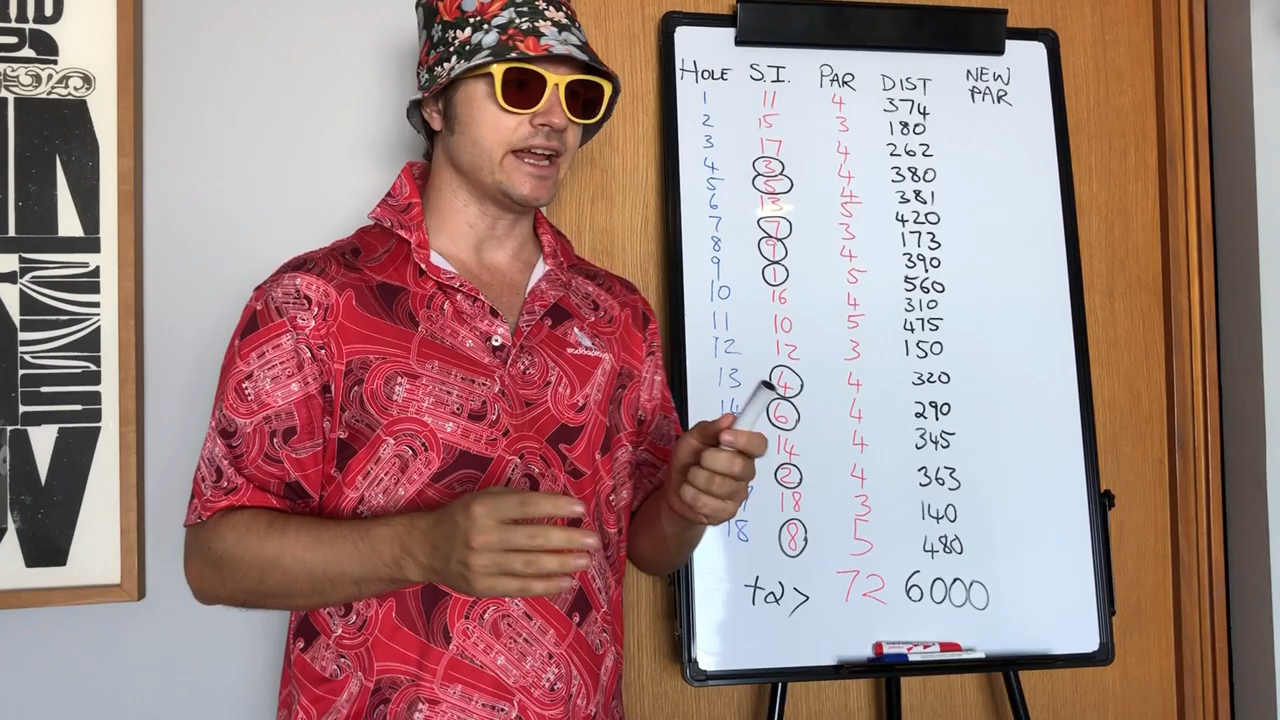 HOLE S.I. PAR DIST NEW PAR
1 11 4 374
2 15 3 180
3 17 4 262
4 3 4 380
5 5 4 381
6 13 5 420
7 7 3 173
8 9 4 390
9 1 5 560
10 16 4 310
11 10 5 475
12 12 3 150
13 4 4 320
14 6 4 290
14 4 345
2 4 363
7 18 3 140
18 8 5 480
72 6000